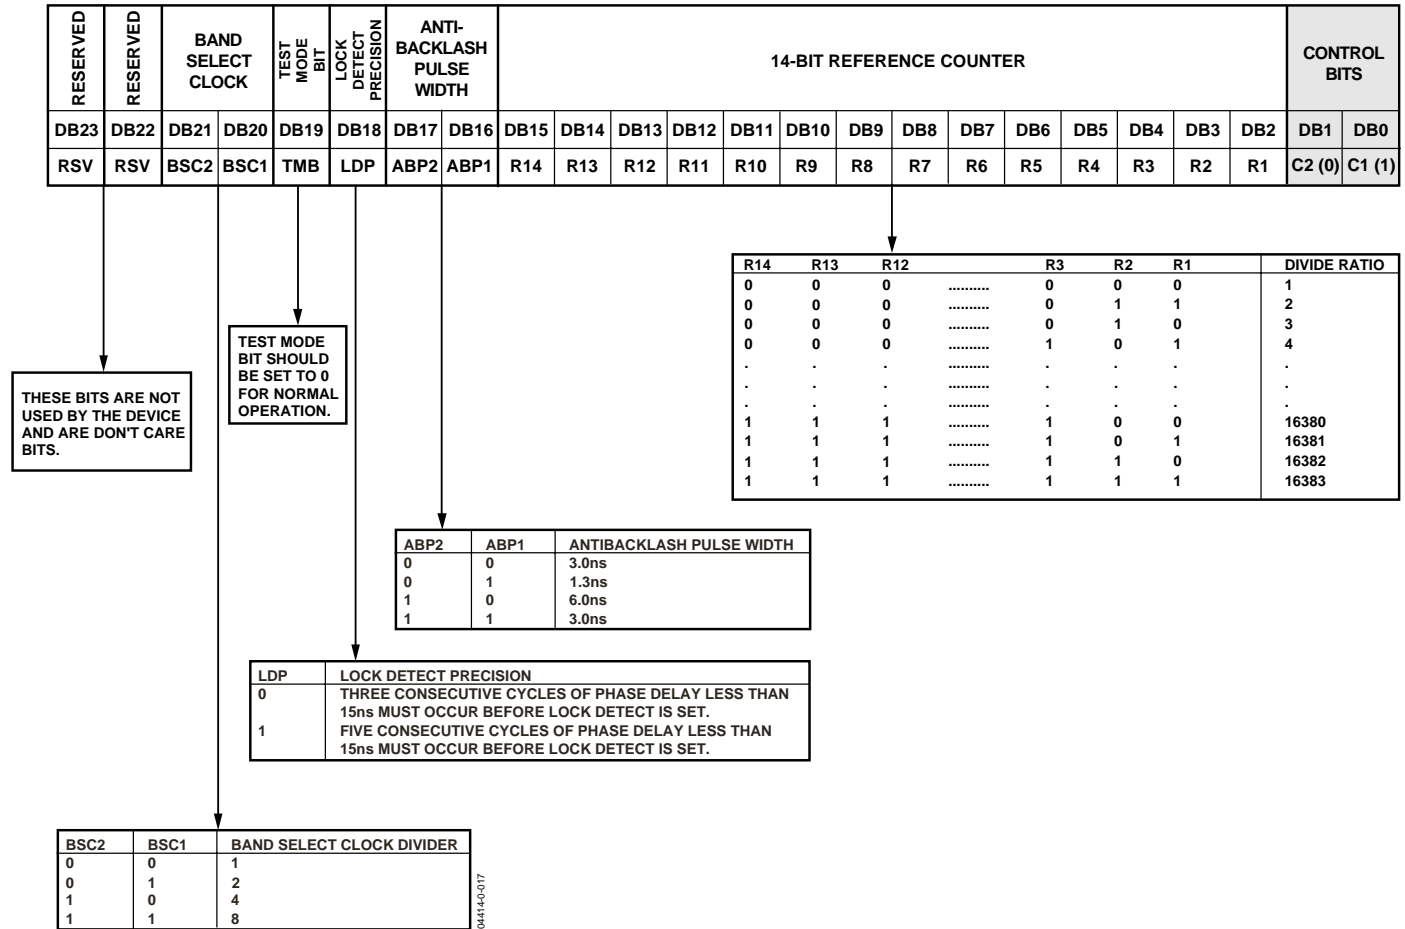 RESERVED
RESERVED
BAND
SELECT
CLOCK
TEST
MODE
BIT
LOCK
DETECT
PRECISION
ANTI-
BACKLASH
PULSE
WIDTH
14-BIT REFERENCE COUNTER
CONTROL
BITS
DB23 DB22 DB21 DB20 DB19 DB18 DB17 DB16 DB15 DB14 DB13 DB12 DB11 DB10 DB9 DB8 DB7 DB6 DB5 DB4 DB3 DB2 DB1 DB0
RSV RSV BSC2 BSC1 TMB LDP ABP2 ABP1 R14 R13 R12 R11 R10 R9 R8 R7 R6 R5 R4 R3 R2 R1 C2 (0) C1 (1)
R14 R13 R12 R3 R2 R1 DIVIDE RATIO
0 0 0 .......... 0 0 0 1
0 0 0 .......... 0 1 1 2
0 0 0 .......... 0 1 0 3
0 0 0 .......... 1 0 1 4
. . . .......... . . . .
. . . .......... . . . .
. . . .......... . . . .
1 1 1 .......... 1 0 0 16380
1 1 1 .......... 1 0 1 16381
1 1 1 .......... 1 1 0 16382
1 1 1 .......... 1 1 1 16383
TEST MODE
BIT SHOULD
BE SET TO 0
FOR NORMAL
OPERATION.
THESE BITS ARE NOT
USED BY THE DEVICE
AND ARE DON'T CARE
BITS.
ABP2 ABP1 ANTIBACKLASH PULSE WIDTH
0 0 3.0ns
0 1 1.3ns
1 0 6.0ns
1 1 3.0ns
LDP LOCK DETECT PRECISION
0 THREE CONSECUTIVE CYCLES OF PHASE DELAY LESS THAN
15ns MUST OCCUR BEFORE LOCK DETECT IS SET.
1 FIVE CONSECUTIVE CYCLES OF PHASE DELAY LESS THAN
15ns MUST OCCUR BEFORE LOCK DETECT IS SET.
BSC2 BSC1 BAND SELECT CLOCK DIVIDER
0 0 1
0 1 2
1 0 4
1 1 8
04414-0-017